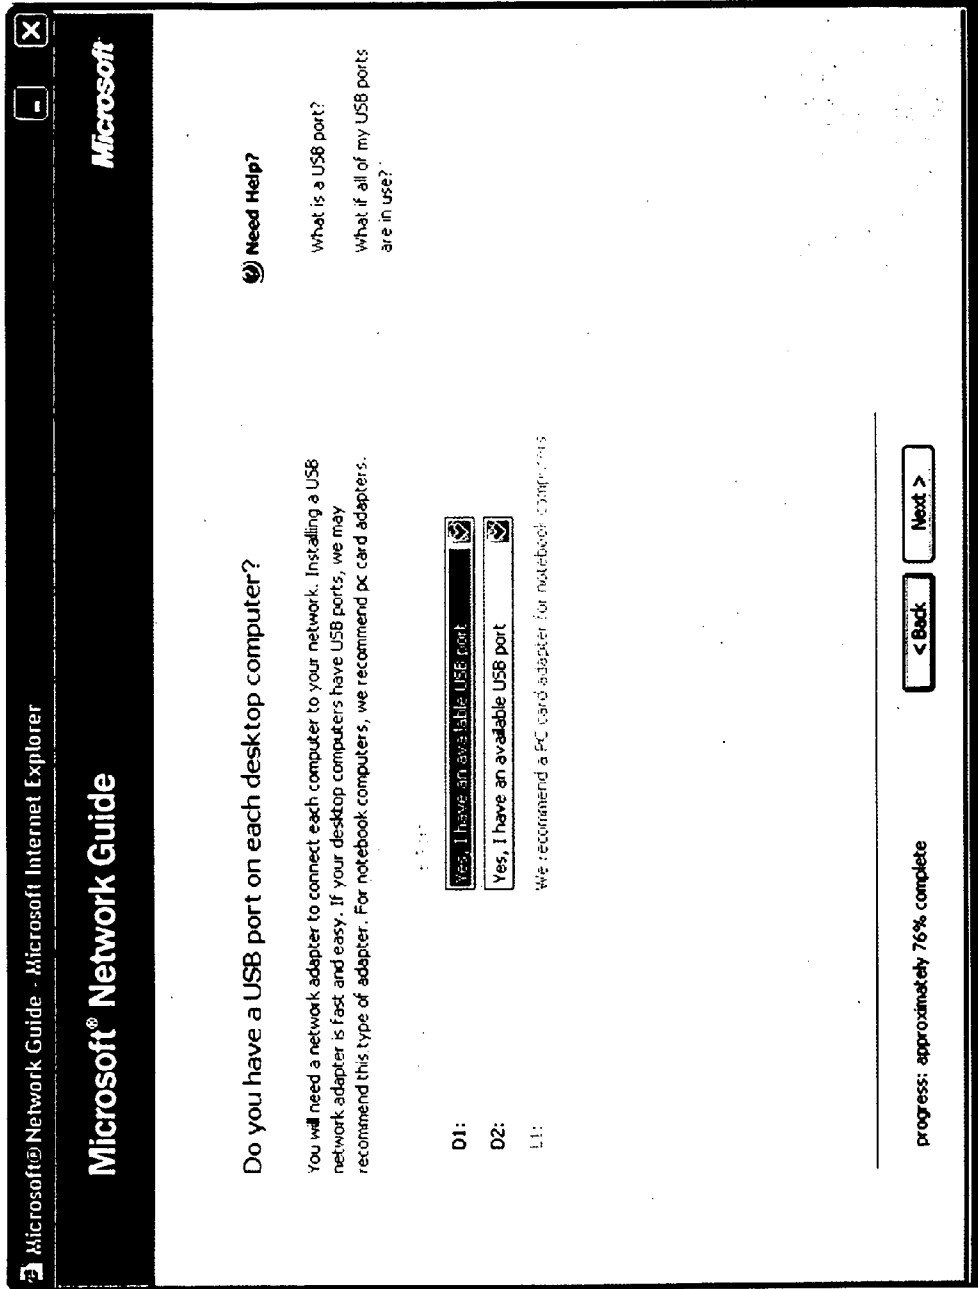 Microsoft® Network Guide - Microsoft Internet Explorer
Microsoft® Network Guide
Microsoft
Do you have a USB port on each desktop computer?
You will need a network adapter to connect each computer to your network. Installing a USB
network adapter is fast and easy. If your desktop computers have USB ports, we may
recommend this type of adapter. For notebook computers, we recommend pc card adapters.
D1: Yes, I have an available USB port
D2: Yes, I have an available USB port
L1: We recommend a PC card adapter for notebook computers
Need Help?
What is a USB port?
What if all of my USB ports
are in use?
progress: approximately 76% complete
< Back
Next >